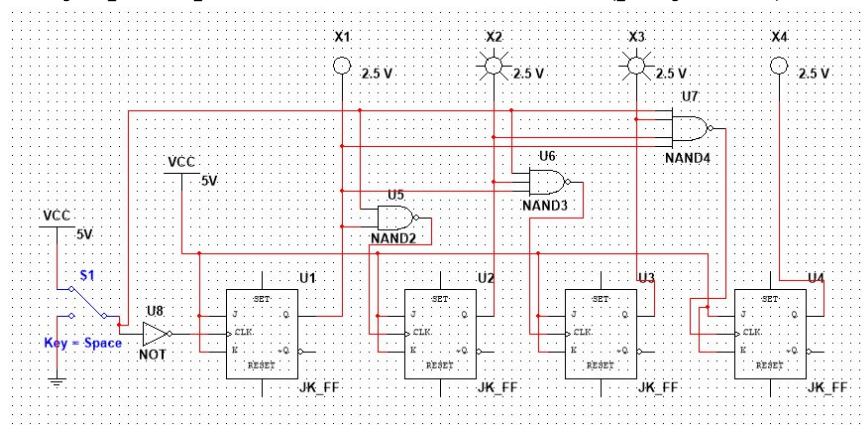 X1 X2 X3 X4
2.5 V 2.5 V 2.5 V 2.5 V
U7
NAND4
VCC
5V
U6
NAND3
U5
NAND2
VCC
5V
S1
Key = Space
U8
NOT
U1 U2 U3 U4
SET SET SET SET
J Q J Q J Q J Q
CLK CLK CLK CLK
K ~Q K ~Q K ~Q K ~Q
RESET RESET RESET RESET
JK_FF JK_FF JK_FF JK_FF